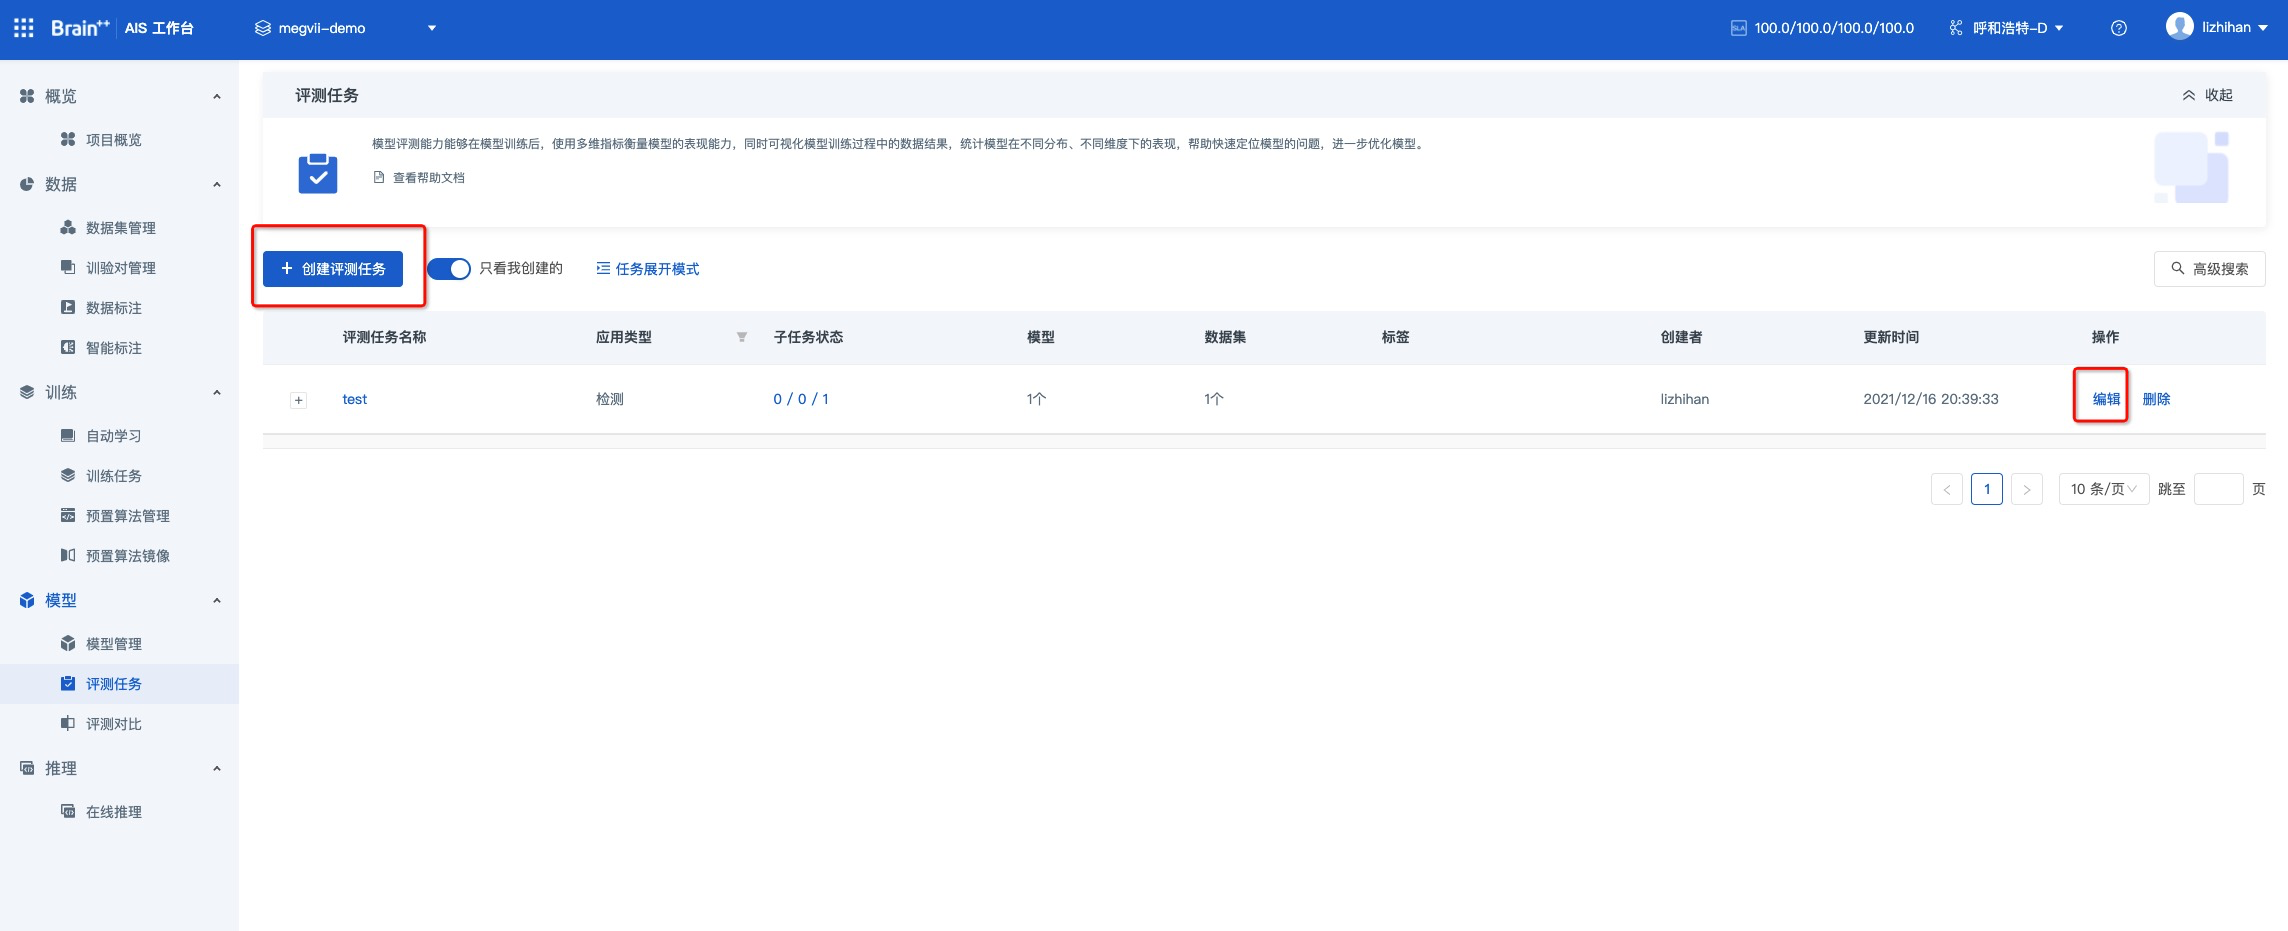 Brain++ AIS 工作台 megvii-demo 100.0/100.0/100.0/100.0 呼和浩特-D lizhihan
概览
项目概览
数据
数据集管理
训验对管理
数据标注
智能标注
训练
自动学习
训练任务
预置算法管理
预置算法镜像
模型
模型管理
评测任务
评测对比
推理
在线推理
评测任务 收起
模型评测能力能够在模型训练后，使用多维指标衡量模型的表现能力，同时可视化模型训练过程中的数据结果，统计模型在不同分布、不同维度下的表现，帮助快速定位模型的问题，进一步优化模型。
查看帮助文档
+ 创建评测任务 只看我创建的 任务展开模式 高级搜索
评测任务名称 应用类型 子任务状态 模型 数据集 标签 创建者 更新时间 操作
test 检测 0 / 0 / 1 1个 1个 lizhihan 2021/12/16 20:39:33 编辑 删除
< 1 > 10 条/页 跳至 页